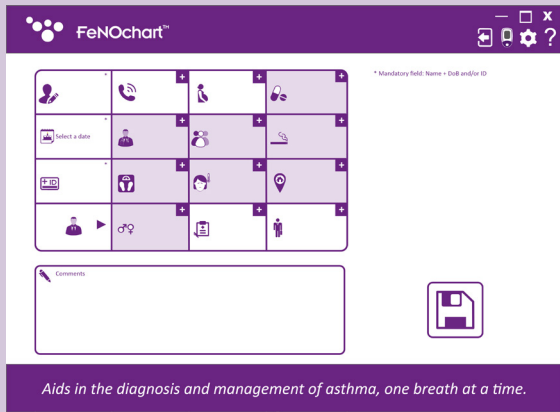 FeNOchart™
* Mandatory field: Name + DoB and/or ID
Select a date
+ ID
Comments
Aids in the diagnosis and management of asthma, one breath at a time.